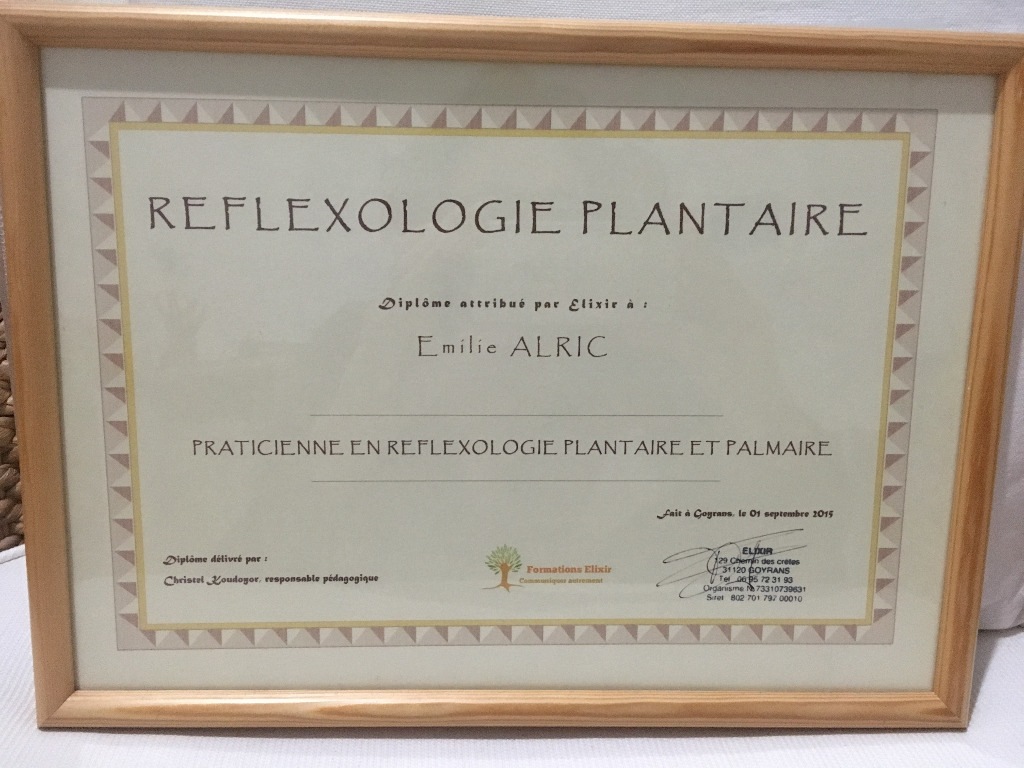 REFLEXOLOGIE PLANTAIRE
Diplôme attribué par Elixir à :
Emilie ALRIC
PRATICIENNE EN REFLEXOLOGIE PLANTAIRE ET PALMAIRE
Fait à Goyrans, le 01 septembre 2015
Diplôme délivré par :
Christel Koudoyor, responsable pédagogique
Formations Elixir
Communiquez autrement
ELIXIR
129 Chemin des crêtes
31120 GOYRANS
Tel 06 95 72 31 93
Organisme N° 73310739631
Siret 802 701 797 00010